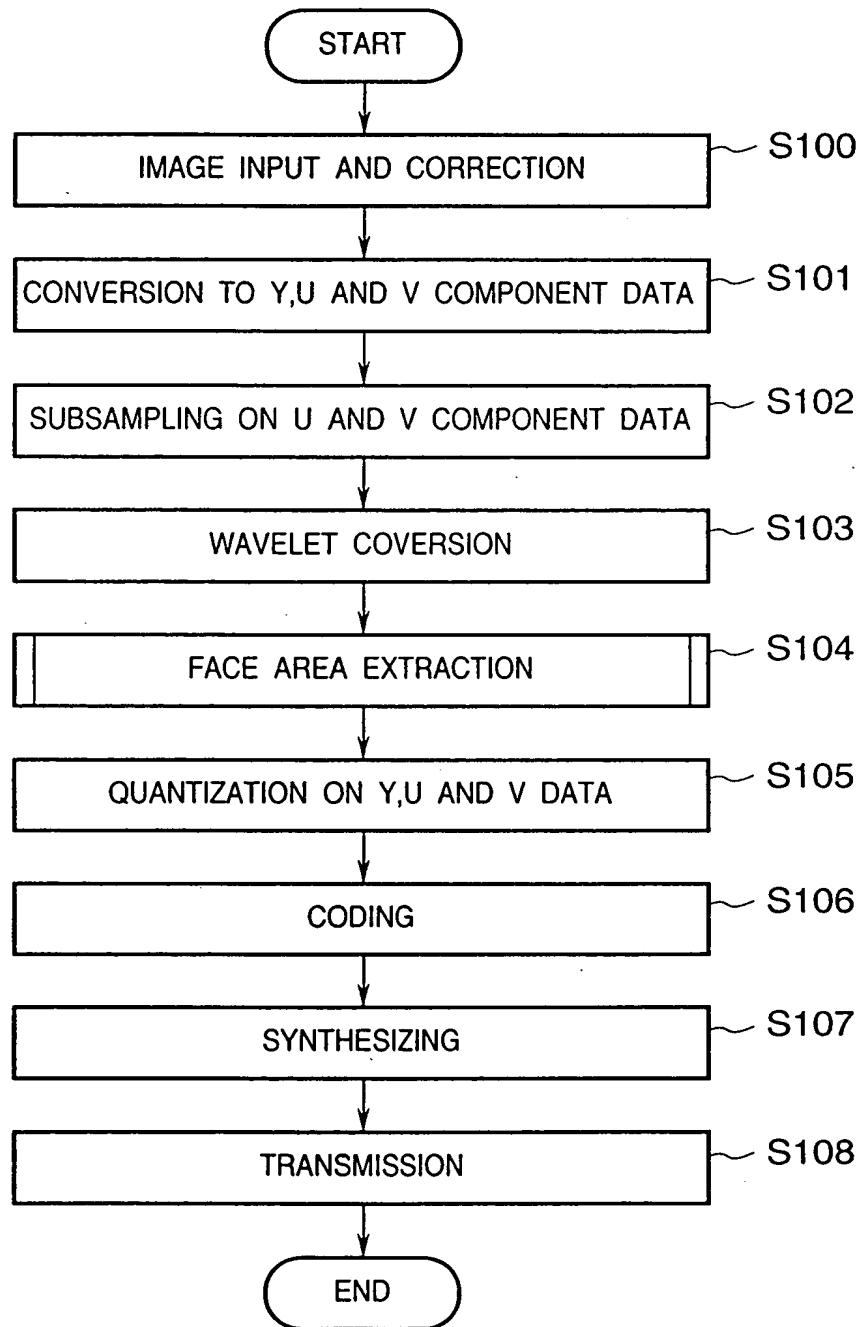 START
IMAGE INPUT AND CORRECTION
S100
CONVERSION TO Y,U AND V COMPONENT DATA
S101
SUBSAMPLING ON U AND V COMPONENT DATA
S102
WAVELET COVERSION
S103
FACE AREA EXTRACTION
S104
QUANTIZATION ON Y,U AND V DATA
S105
CODING
S106
SYNTHESIZING
S107
TRANSMISSION
S108
END